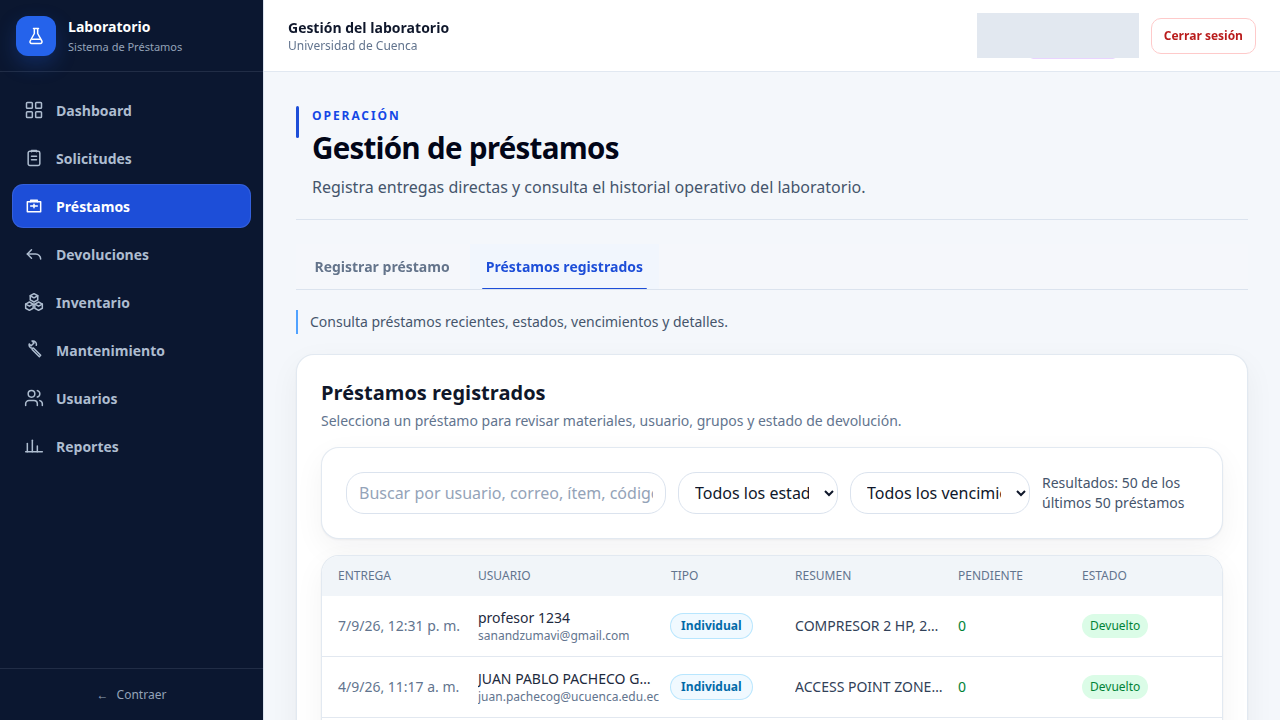 Laboratorio
Sistema de Préstamos
Dashboard
Solicitudes
Préstamos
Devoluciones
Inventario
Mantenimiento
Usuarios
Reportes
← Contraer
Gestión del laboratorio
Universidad de Cuenca
Cerrar sesión
OPERACIÓN
Gestión de préstamos
Registra entregas directas y consulta el historial operativo del laboratorio.
Registrar préstamo
Préstamos registrados
Consulta préstamos recientes, estados, vencimientos y detalles.
Préstamos registrados
Selecciona un préstamo para revisar materiales, usuario, grupos y estado de devolución.
Buscar por usuario, correo, ítem, código
Todos los estad
Todos los vencimi
Resultados: 50 de los
últimos 50 préstamos
ENTREGA USUARIO TIPO RESUMEN PENDIENTE ESTADO
7/9/26, 12:31 p. m. profesor 1234 Individual COMPRESOR 2 HP, 2... 0 Devuelto
sanandzumavi@gmail.com
4/9/26, 11:17 a. m. JUAN PABLO PACHECO G... Individual ACCESS POINT ZONE... 0 Devuelto
juan.pachecog@ucuenca.edu.ec